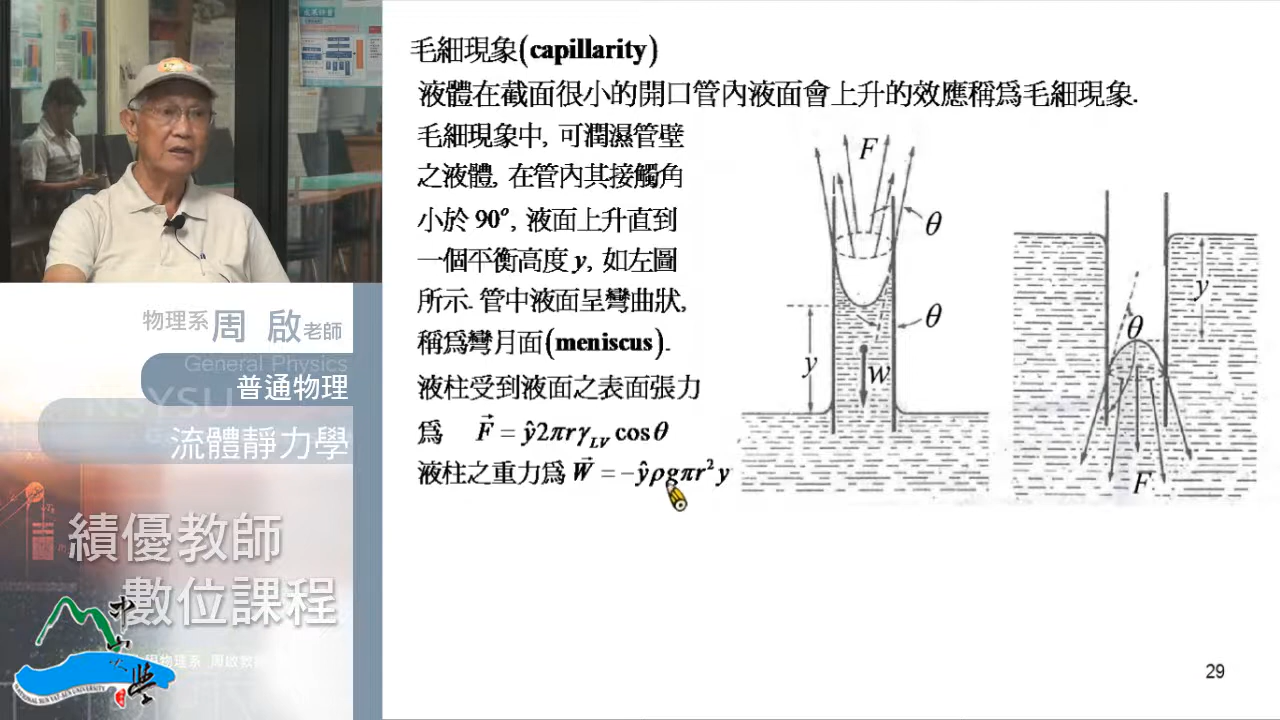 毛細現象(capillarity)
液體在截面很小的開口管內液面會上升的效應稱爲毛細現象.
毛細現象中, 可潤濕管壁
之液體, 在管內其接觸角
小於 90°, 液面上升直到
一個平衡高度 y, 如左圖
所示. 管中液面呈彎曲狀,
稱爲彎月面(meniscus).
液柱受到液面之表面張力
爲 F⃗ = ŷ2πrγ_LV cosθ
液柱之重力爲 W⃗ = −ŷρgπr²y
F
θ
θ
y
W
y
θ
F
物理系周 啟老師
General Physics
普通物理
YSU
流體靜力學
績優教師
數位課程
NATIONAL SUN YAT-SEN UNIVERSITY
29